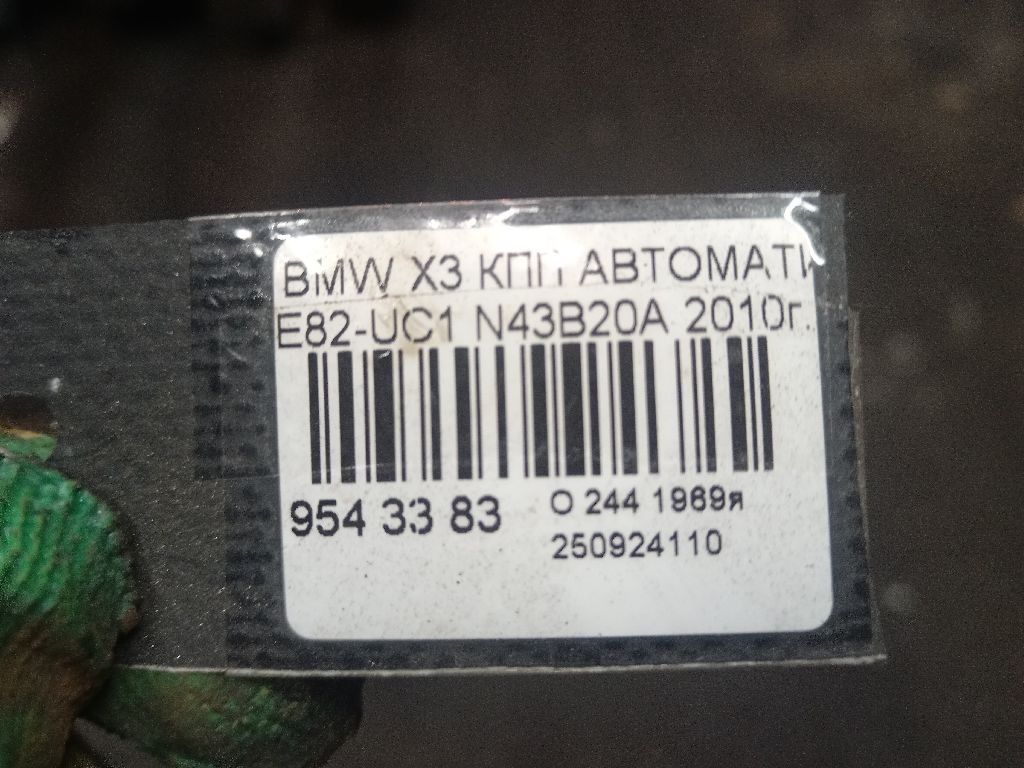 BMW X3 КПП АВТОМАТИ
E82-UC1 N43B20A 2010г.
954 33 83
О 244 1969я
250924110